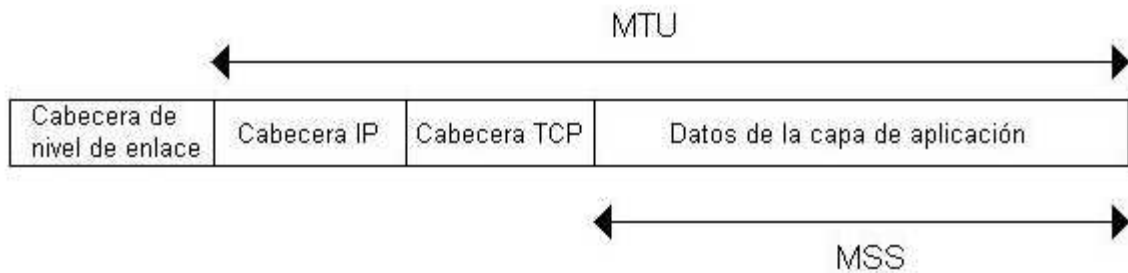 MTU
Cabecera de
nivel de enlace
Cabecera IP
Cabecera TCP
Datos de la capa de aplicación
MSS